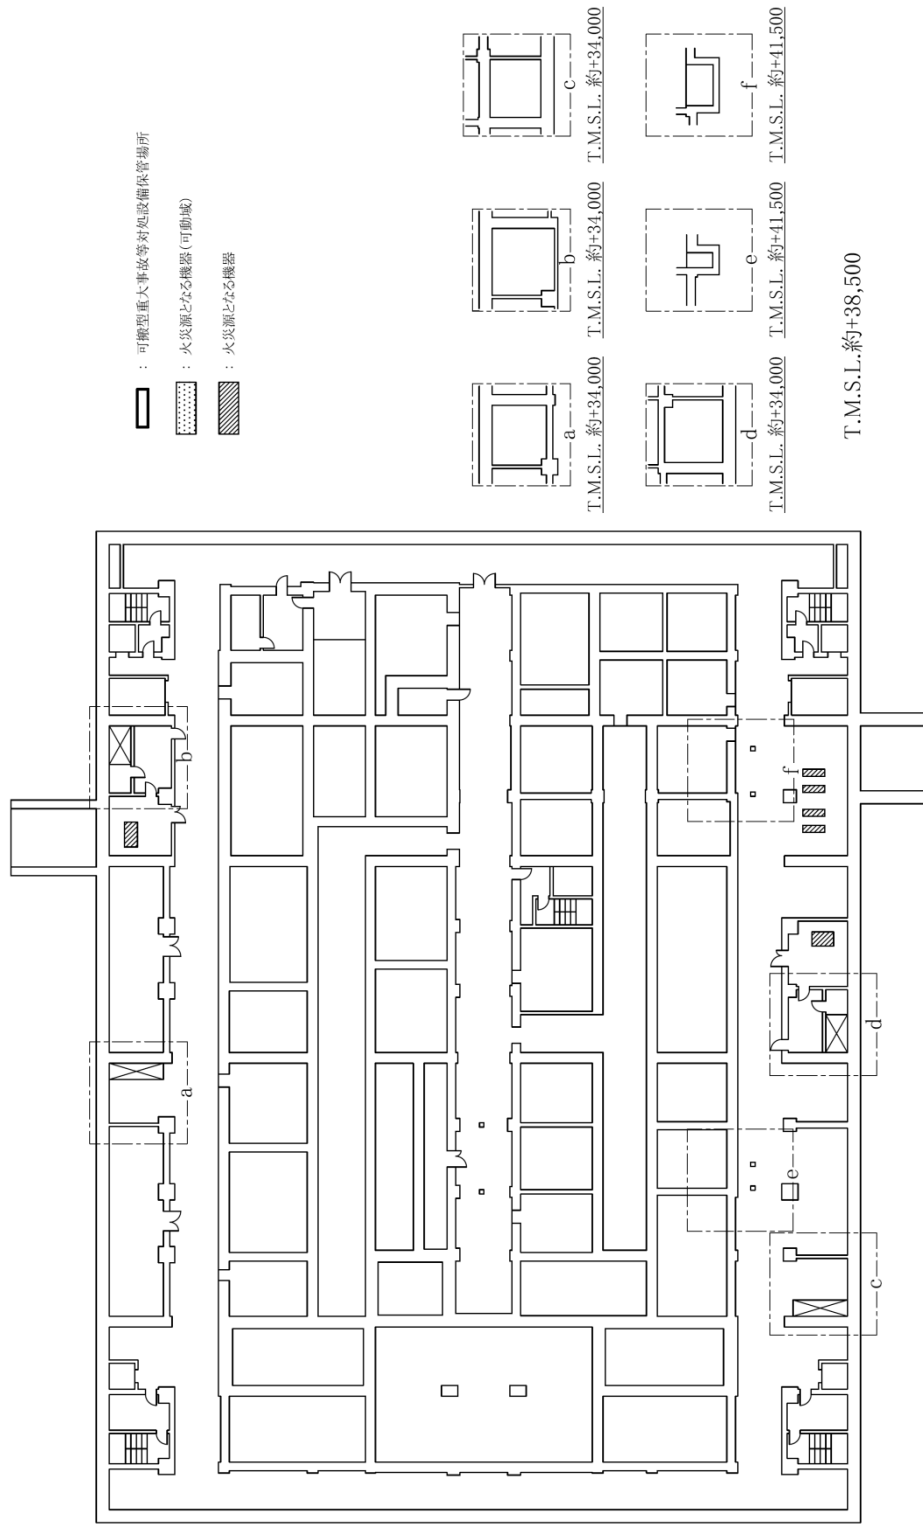 ：可搬型重大事故等対処設備保管場所
：火災源となる機器(可動域)
：火災源となる機器
a
T.M.S.L. 約+34,000
b
T.M.S.L. 約+34,000
c
T.M.S.L. 約+34,000
d
T.M.S.L. 約+34,000
e
T.M.S.L. 約+41,500
f
T.M.S.L. 約+41,500
T.M.S.L.約+38,500
a
b
c
d
e
f